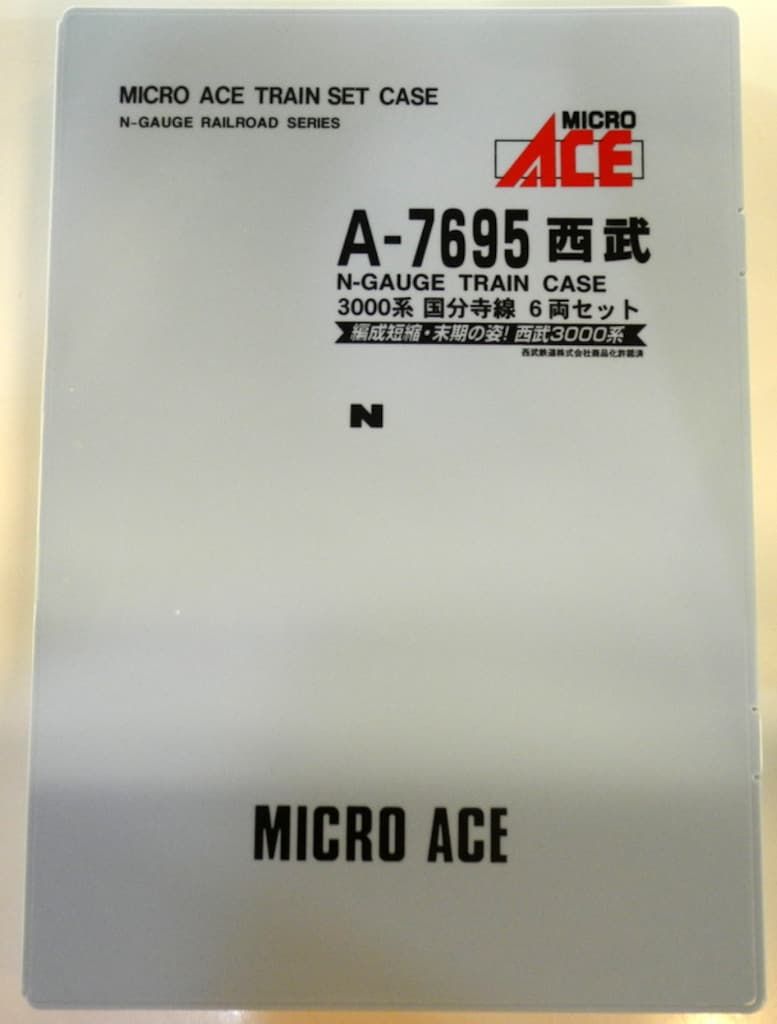 MICRO ACE TRAIN SET CASE
N-GAUGE RAILROAD SERIES
MICRO
ACE
A-7695 西武
N-GAUGE TRAIN CASE
3000系 国分寺線 6両セット
編成短縮・末期の姿! 西武3000系
西武鉄道株式会社商品化許諾済
N
MICRO ACE